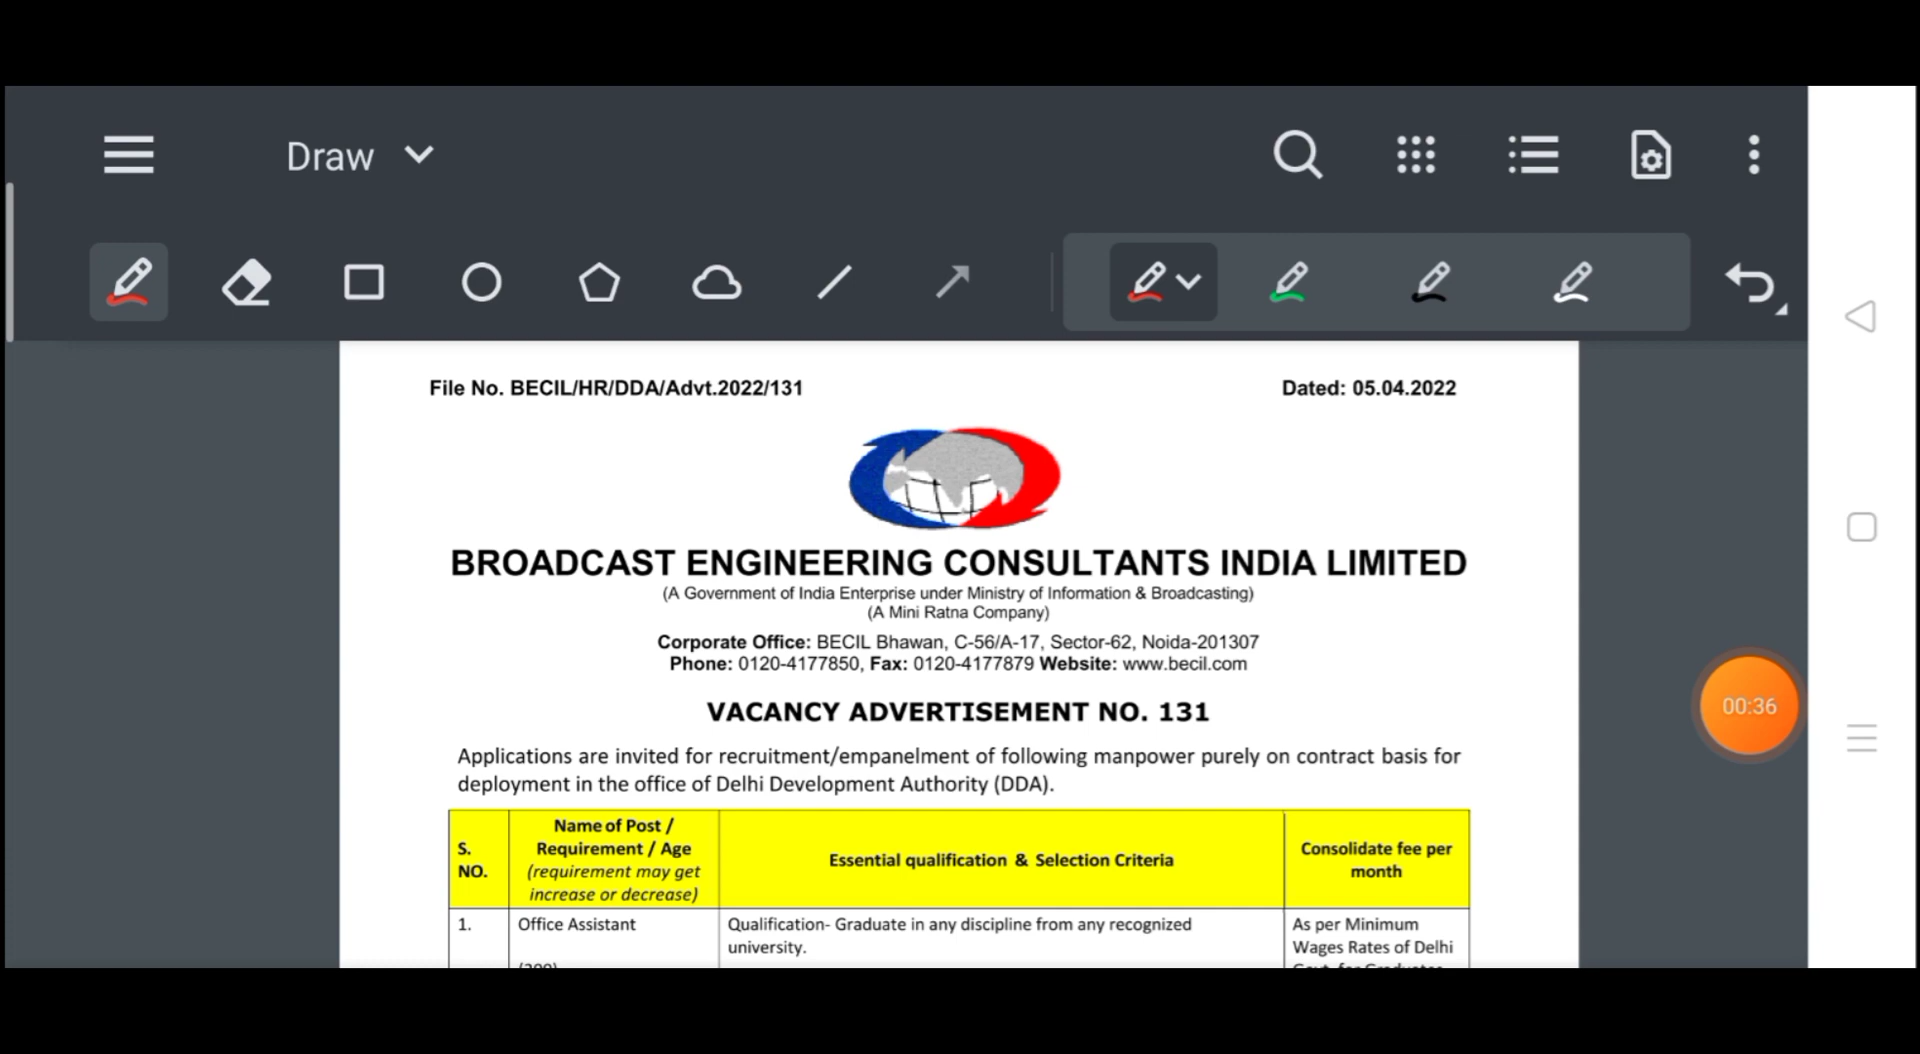 Draw
File No. BECIL/HR/DDA/Advt.2022/131 Dated: 05.04.2022
BROADCAST ENGINEERING CONSULTANTS INDIA LIMITED
(A Government of India Enterprise under Ministry of Information & Broadcasting)
(A Mini Ratna Company)
Corporate Office: BECIL Bhawan, C-56/A-17, Sector-62, Noida-201307
Phone: 0120-4177850, Fax: 0120-4177879 Website: www.becil.com
00:36
VACANCY ADVERTISEMENT NO. 131
Applications are invited for recruitment/empanelment of following manpower purely on contract basis for
deployment in the office of Delhi Development Authority (DDA).
S.
NO.
Name of Post /
Requirement / Age
(requirement may get
increase or decrease)
Essential qualification & Selection Criteria
Consolidate fee per
month
1.
Office Assistant
Qualification- Graduate in any discipline from any recognized
university.
As per Minimum
Wages Rates of Delhi